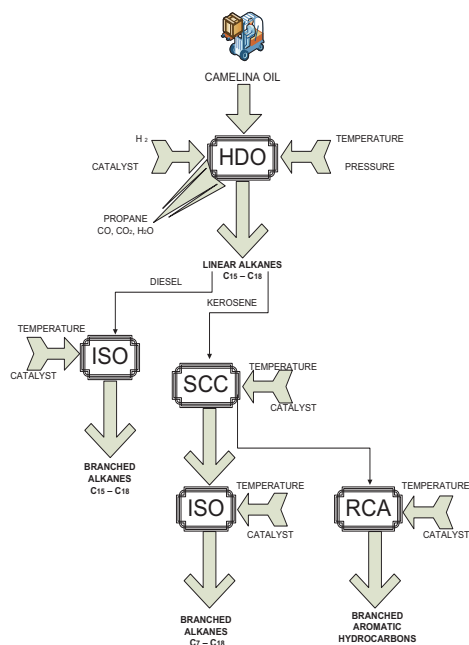 CAMELINA OIL
H₂
CATALYST
HDO
TEMPERATURE
PRESSURE
PROPANE
CO, CO₂, H₂O
LINEAR ALKANES
C₁₅ – C₁₈
DIESEL
KEROSENE
TEMPERATURE
CATALYST
ISO
SCC
TEMPERATURE
CATALYST
BRANCHED
ALKANES
C₁₅ – C₁₈
ISO
TEMPERATURE
CATALYST
RCA
TEMPERATURE
CATALYST
BRANCHED
ALKANES
C₇ – C₁₈
BRANCHED
AROMATIC
HYDROCARBONS